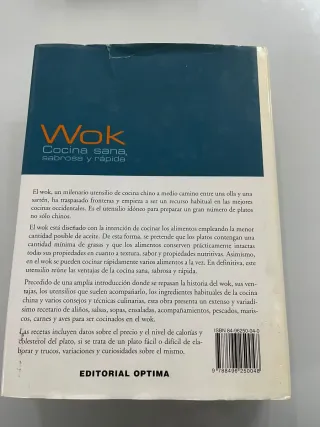 Wok
Cocina sana,
sabrosa y rápida
El wok, un milenario utensilio de cocina chino a medio camino entre una olla y una
sartén, ha traspasado fronteras y empieza a ser un recurso habitual en las mejores
cocinas occidentales. Es el utensilio idóneo para preparar un gran número de platos
no sólo chinos.
El wok está diseñado con la intención de cocinar los alimentos empleando la menor
cantidad posible de aceite. De esta forma, se pretende que los platos contengan una
cantidad mínima de grasas y que los alimentos conserven prácticamente intactas
todas sus propiedades en cuanto a textura, sabor y propiedades nutritivas. Asimismo,
en el wok se pueden cocinar rápidamente varios alimentos a la vez. En definitiva, este
utensilio reúne las ventajas de la cocina sana, sabrosa y rápida.
Precedido de una amplia introducción donde se repasan la historia del wok, sus ven-
tajas, los utensilios que suelen acompañarlo, los ingredientes habituales de la cocina
china y varios consejos y técnicas culinarias, esta obra presenta un extenso y variadí-
simo recetario de aliños, salsas, sopas, ensaladas, acompañamientos, pescados, maris-
cos, carnes y aves para ser cocinados en el wok.
Las recetas incluyen datos sobre el precio y el nivel de calorías y
colesterol del plato, si se trata de un plato fácil o difícil de ela-
borar y trucos, variaciones y curiosidades sobre el mismo.
EDITORIAL OPTIMA
ISBN 84-96250-04-0
9 788496 250048